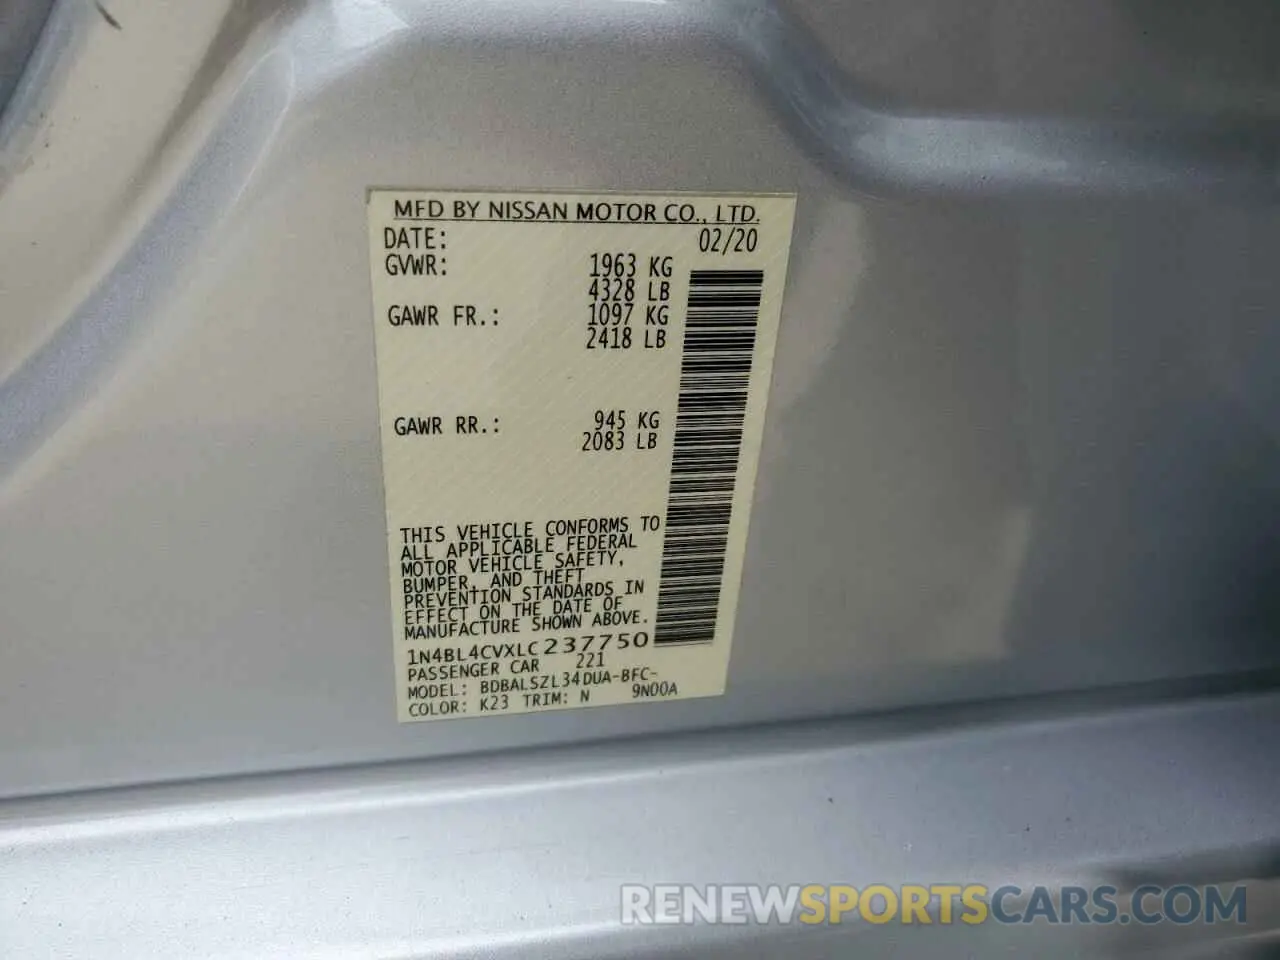 MFD BY NISSAN MOTOR CO., LTD.
DATE: 02/20
GVWR: 1963 KG
4328 LB
GAWR FR.: 1097 KG
2418 LB
GAWR RR.: 945 KG
2083 LB
THIS VEHICLE CONFORMS TO
ALL APPLICABLE FEDERAL
MOTOR VEHICLE SAFETY,
BUMPER, AND THEFT
PREVENTION STANDARDS IN
EFFECT ON THE DATE OF
MANUFACTURE SHOWN ABOVE.
1N4BL4CVXLC237750
PASSENGER CAR 221
MODEL: BDBALSZL34DUA-BFC-
COLOR: K23 TRIM: N 9N00A
RENEWSPORTSCARS.COM